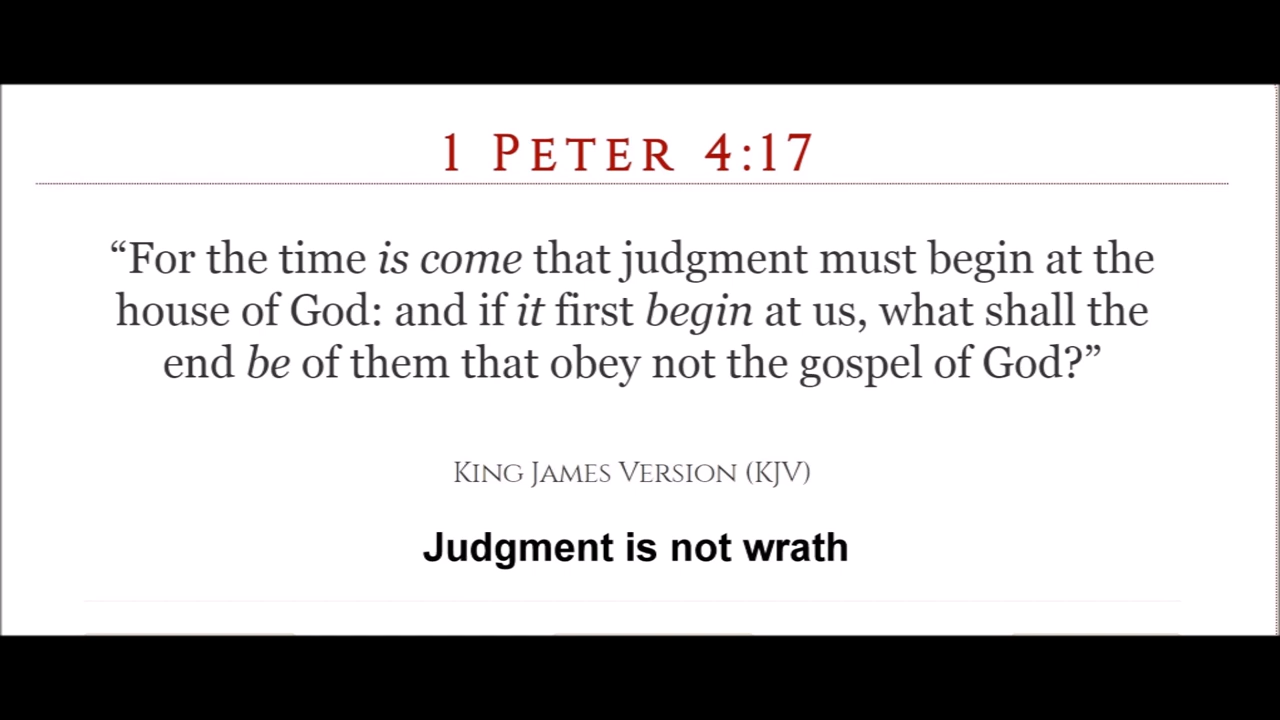 1 Peter 4:17
“For the time is come that judgment must begin at the
house of God: and if it first begin at us, what shall the
end be of them that obey not the gospel of God?”
King James Version (KJV)
Judgment is not wrath